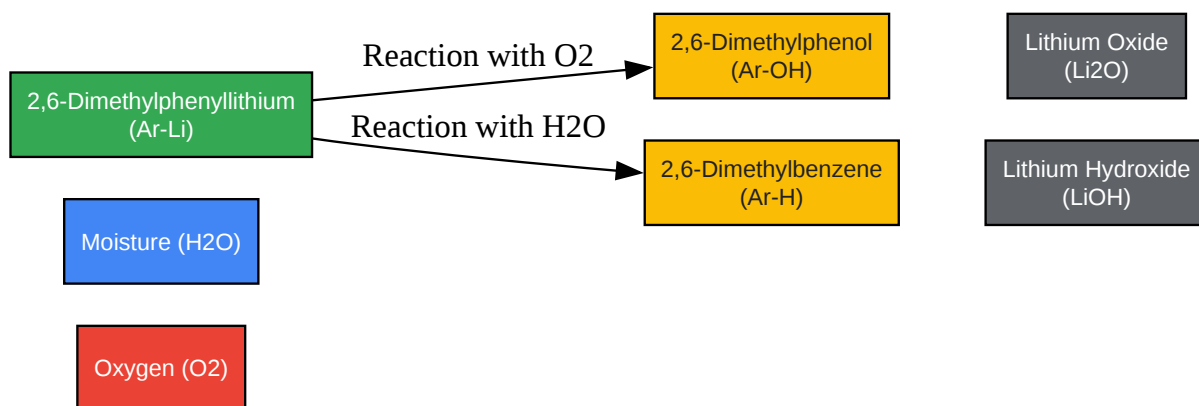 2,6-Dimethylphenyllithium
(Ar-Li)
Moisture (H2O)
Oxygen (O2)
Reaction with O2
Reaction with H2O
2,6-Dimethylphenol
(Ar-OH)
2,6-Dimethylbenzene
(Ar-H)
Lithium Oxide
(Li2O)
Lithium Hydroxide
(LiOH)